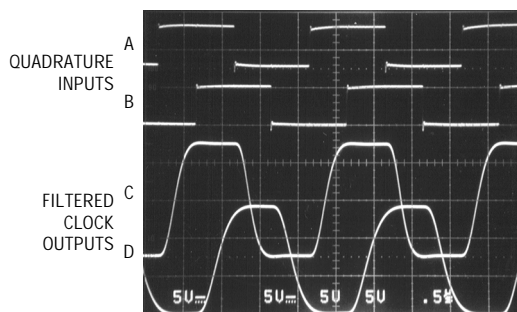 A
QUADRATURE
INPUTS
B
C
FILTERED
CLOCK
OUTPUTS
D
5V 5V 5V 5V .5